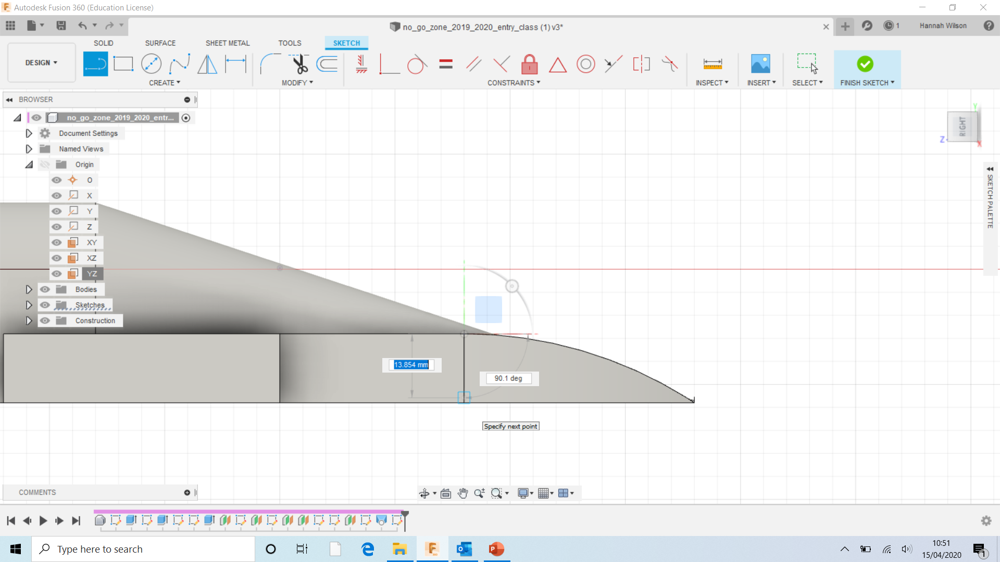 Autodesk Fusion 360 (Education License)
no_go_zone_2019_2020_entry_class (1) v3*
1
Hannah Wilson
SOLID SURFACE SHEET METAL TOOLS SKETCH
DESIGN
CREATE MODIFY CONSTRAINTS INSPECT INSERT SELECT FINISH SKETCH
BROWSER
no_go_zone_2019_2020_entr...
Document Settings
Named Views
Origin
O
X
Y
Z
XY
XZ
YZ
Bodies
Sketches
Construction
Y
RIGHT
Z
X
SKETCH PALETTE
13.854 mm
90.1 deg
Specify next point
COMMENTS
Type here to search
10:51
15/04/2020
1